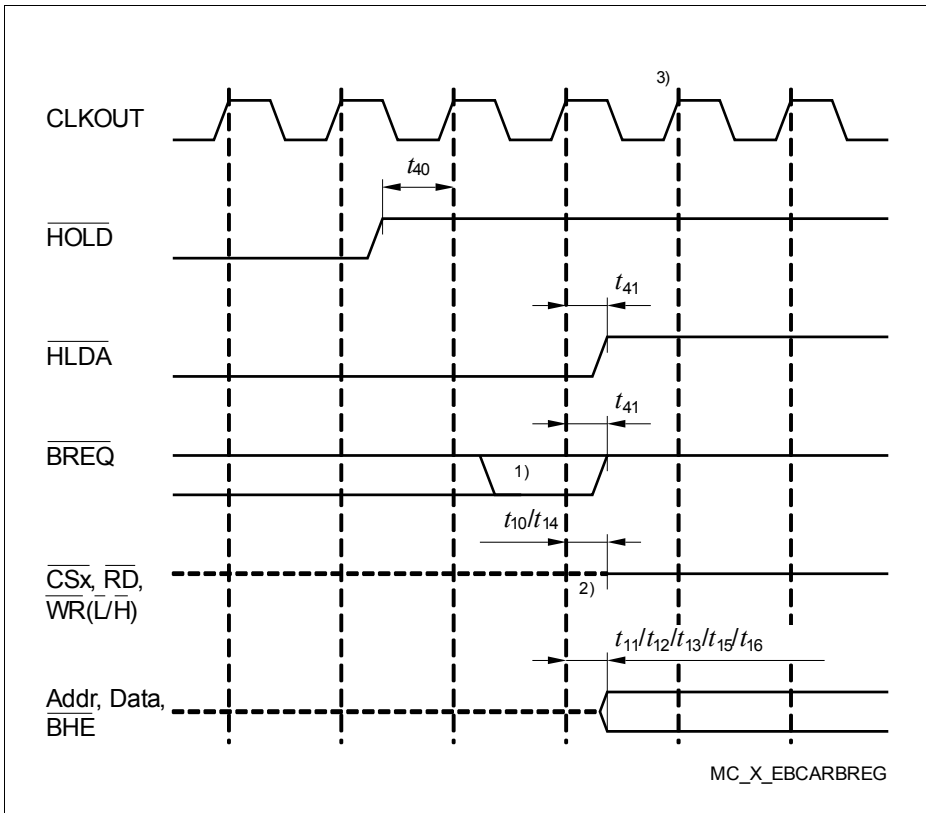 3)
CLKOUT
t40
HOLD
t41
HLDA
t41
BREQ
1)
t10/t14
CSx, RD,
WR(L/H)
2)
t11/t12/t13/t15/t16
Addr, Data,
BHE
MC_X_EBCARBREG